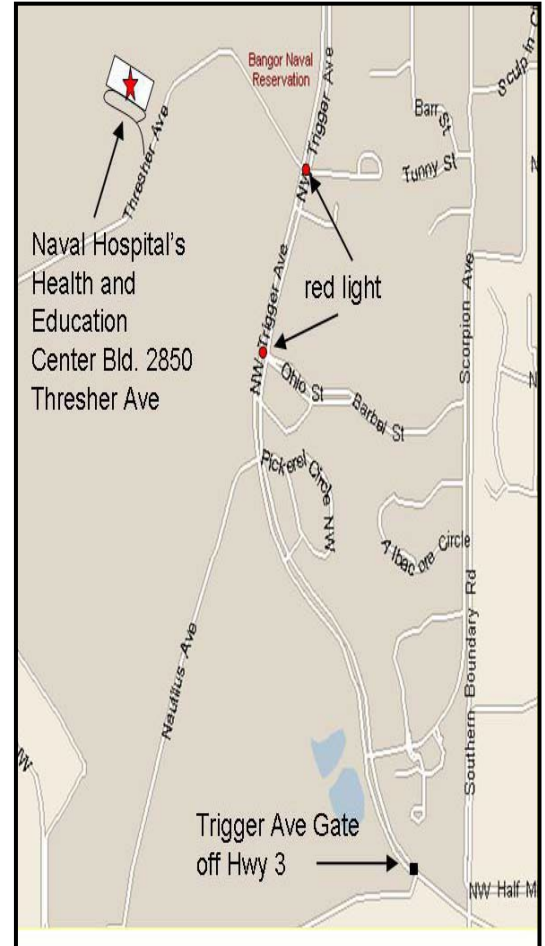 Sculp In C
Bangor Naval
Reservation
NW Trigger Ave
Barr St
Tunny St
Thresher Ave
Naval Hospital's
Health and
Education
Center Bld. 2850
Thresher Ave
red light
NW Trigger Ave
Scorpion Ave
Ohio St
Barbel St
Pickerel Circle NW
Albacore Circle
Nautilus Ave
Southern Boundary Rd
W
Trigger Ave Gate
off Hwy 3
NW Half M